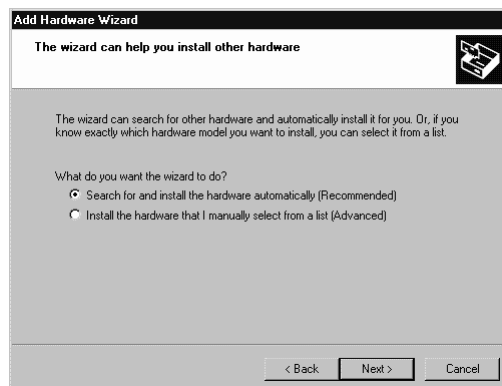 Add Hardware Wizard
The wizard can help you install other hardware
The wizard can search for other hardware and automatically install it for you. Or, if you
know exactly which hardware model you want to install, you can select it from a list.
What do you want the wizard to do?
Search for and install the hardware automatically (Recommended)
Install the hardware that I manually select from a list (Advanced)
< Back Next > Cancel